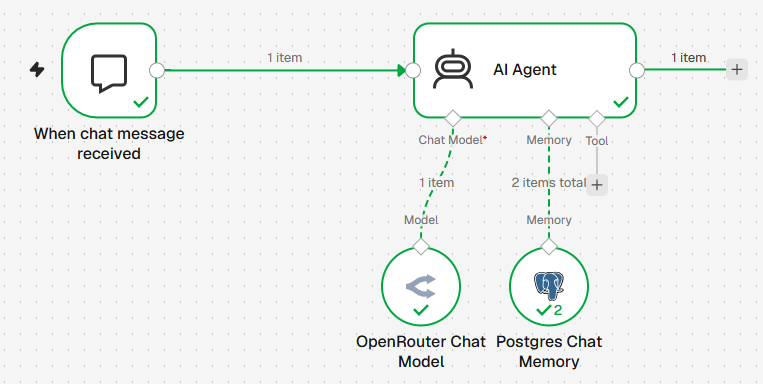 1 item
AI Agent
1 item
When chat message
received
Chat Model*
Memory
Tool
1 item
2 items total
Model
Memory
2
OpenRouter Chat
Model
Postgres Chat
Memory